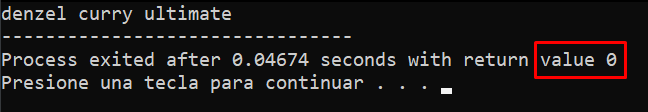 denzel curry ultimate
--------------------------------
Process exited after 0.04674 seconds with return value 0
Presione una tecla para continuar . . .